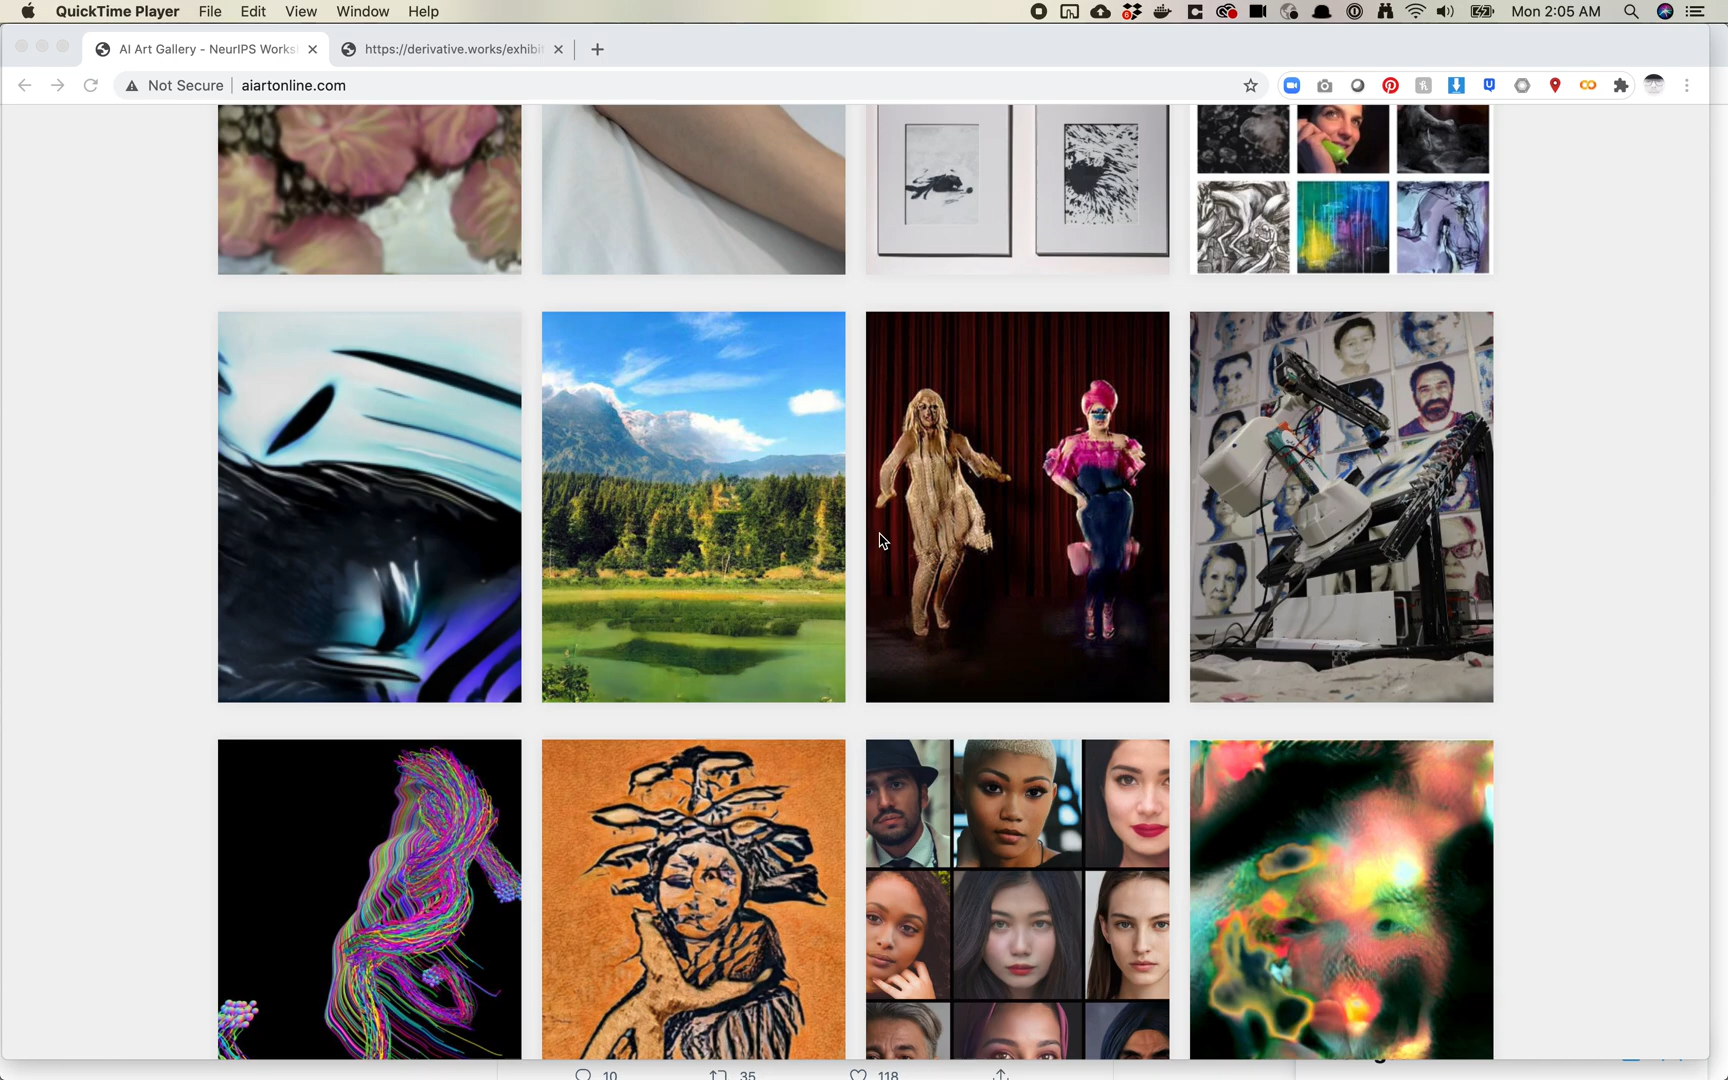 QuickTime Player File Edit View Window Help Mon 2:05 AM
AI Art Gallery - NeurIPS Works https://derivative.works/exhibit
Not Secure aiartonline.com
10 35 118